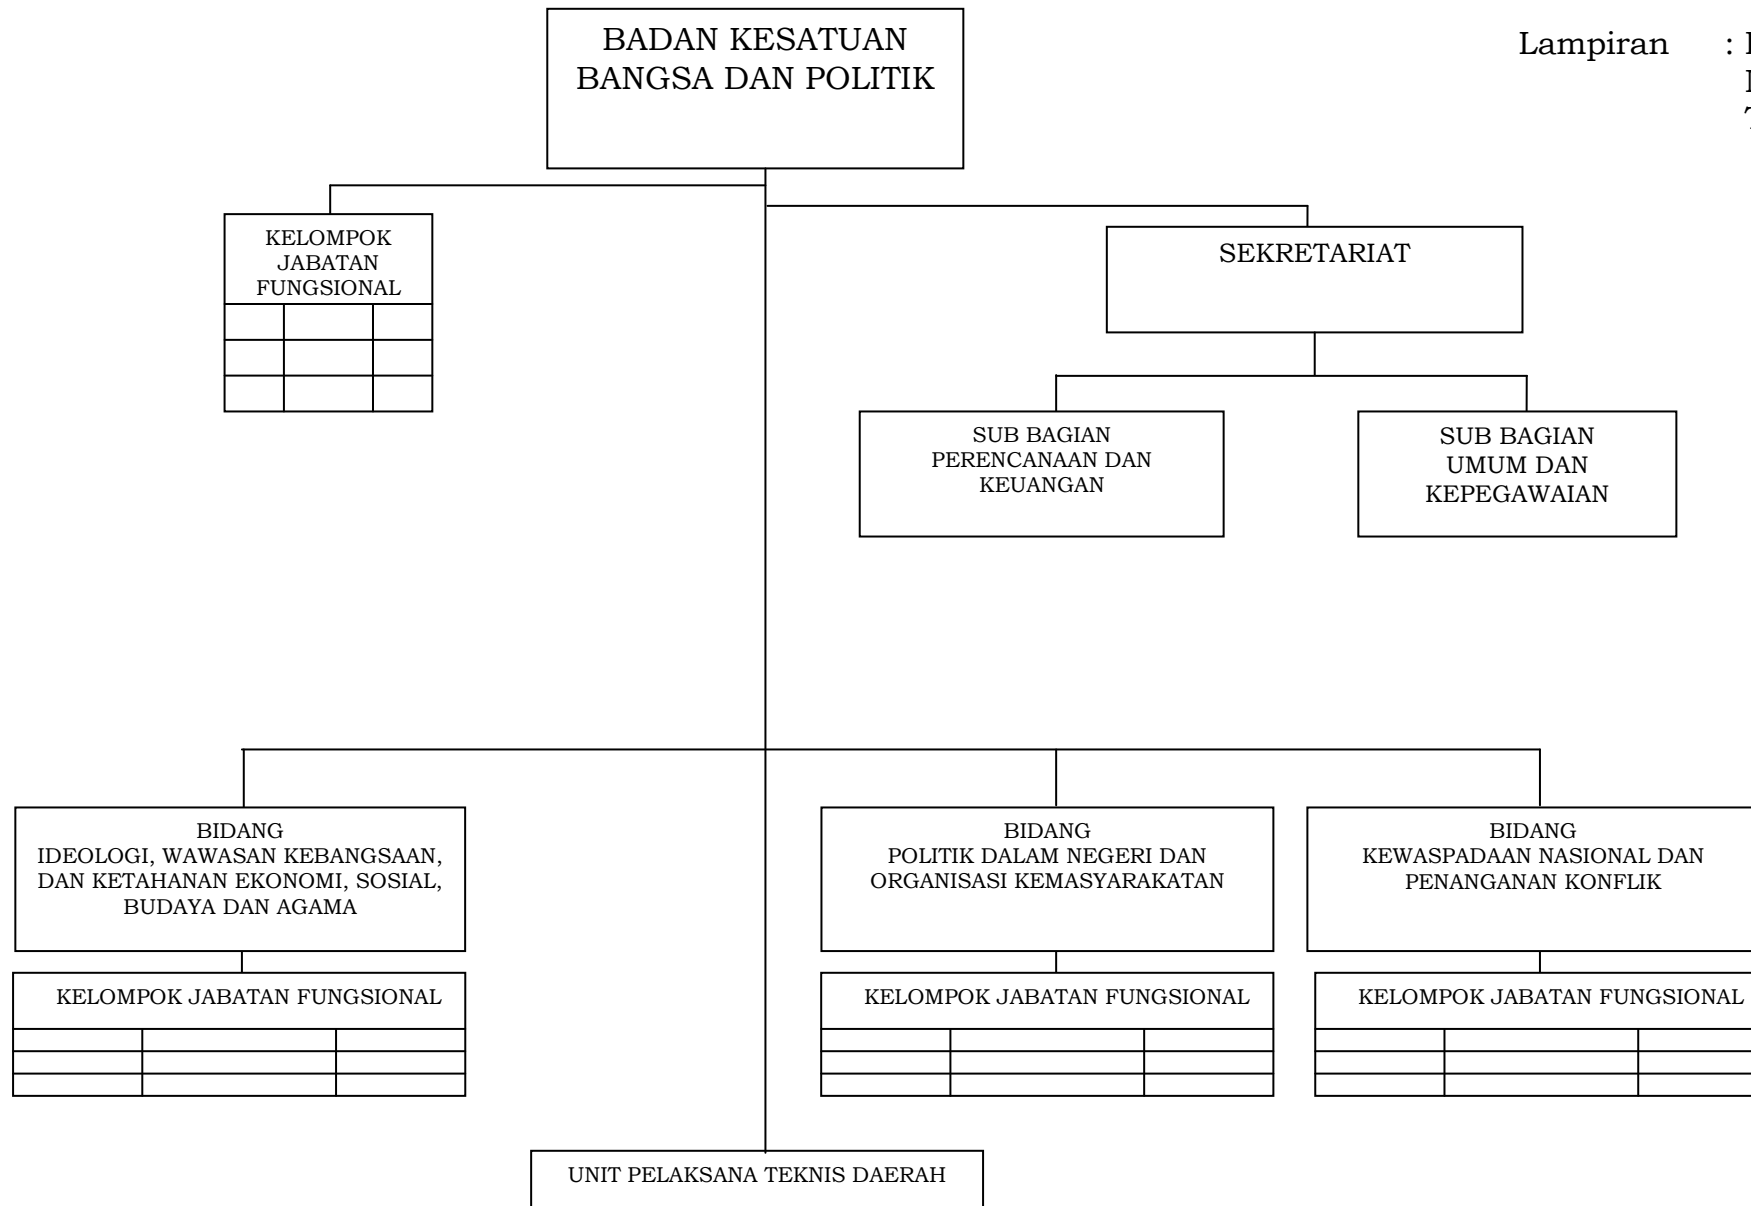 BADAN KESATUAN
BANGSA DAN POLITIK
Lampiran :
KELOMPOK
JABATAN
FUNGSIONAL
SEKRETARIAT
SUB BAGIAN
PERENCANAAN DAN
KEUANGAN
SUB BAGIAN
UMUM DAN
KEPEGAWAIAN
BIDANG
IDEOLOGI, WAWASAN KEBANGSAAN,
DAN KETAHANAN EKONOMI, SOSIAL,
BUDAYA DAN AGAMA
BIDANG
POLITIK DALAM NEGERI DAN
ORGANISASI KEMASYARAKATAN
BIDANG
KEWASPADAAN NASIONAL DAN
PENANGANAN KONFLIK
KELOMPOK JABATAN FUNGSIONAL
KELOMPOK JABATAN FUNGSIONAL
KELOMPOK JABATAN FUNGSIONAL
UNIT PELAKSANA TEKNIS DAERAH